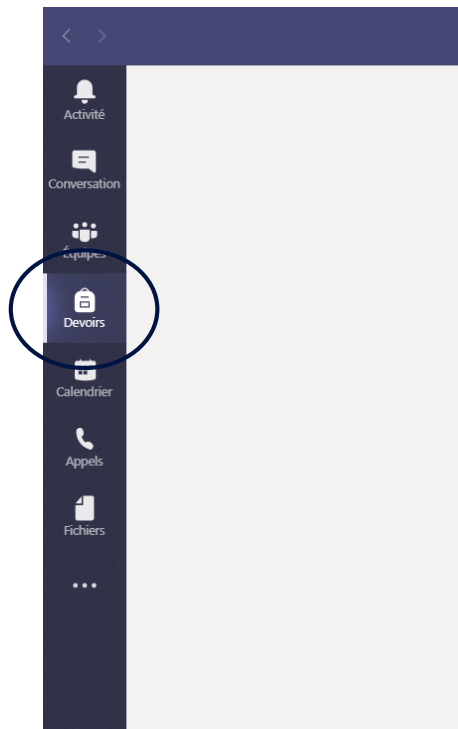 Activité
Conversation
Équipes
Devoirs
Calendrier
Appels
Fichiers